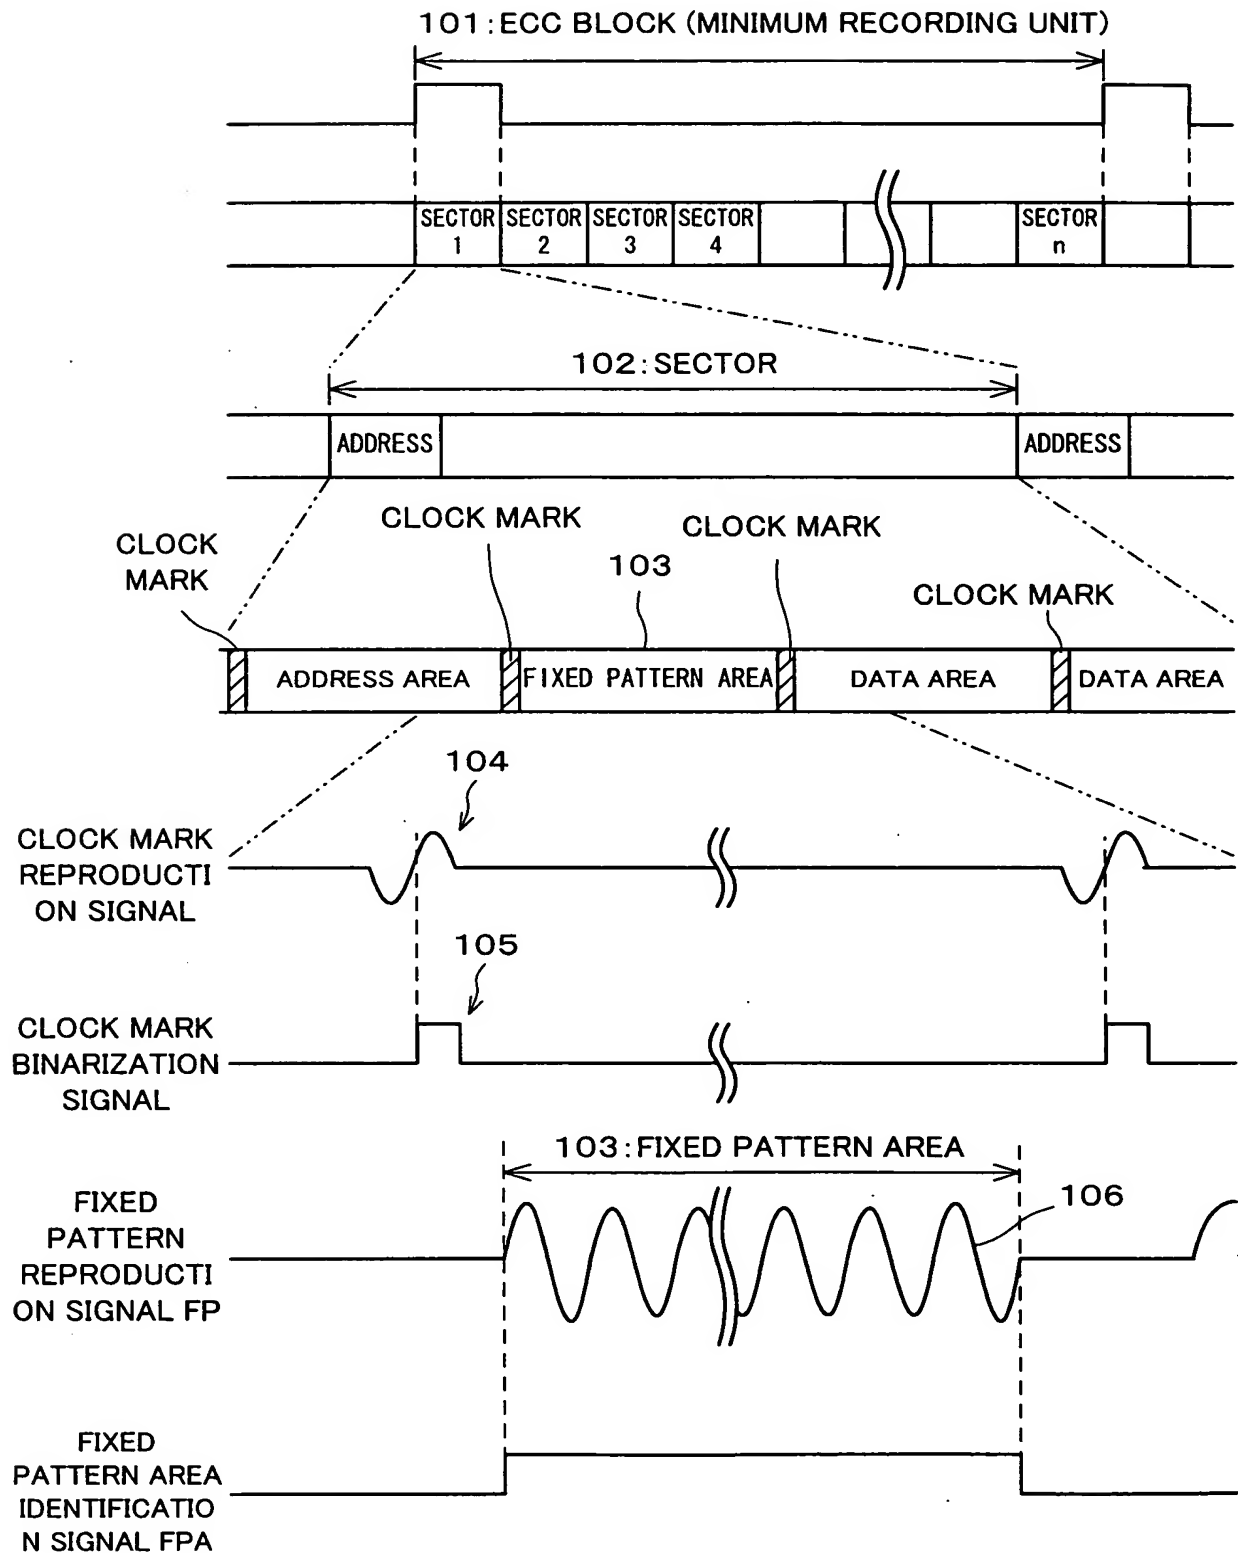 101:ECC BLOCK (MINIMUM RECORDING UNIT)
SECTOR
1
SECTOR
2
SECTOR
3
SECTOR
4
SECTOR
n
102:SECTOR
ADDRESS
ADDRESS
CLOCK
MARK
CLOCK MARK
103
CLOCK MARK
CLOCK MARK
ADDRESS AREA
FIXED PATTERN AREA
DATA AREA
DATA AREA
104
CLOCK MARK
REPRODUCTI
ON SIGNAL
105
CLOCK MARK
BINARIZATION
SIGNAL
103:FIXED PATTERN AREA
106
FIXED
PATTERN
REPRODUCTI
ON SIGNAL FP
FIXED
PATTERN AREA
IDENTIFICATIO
N SIGNAL FPA